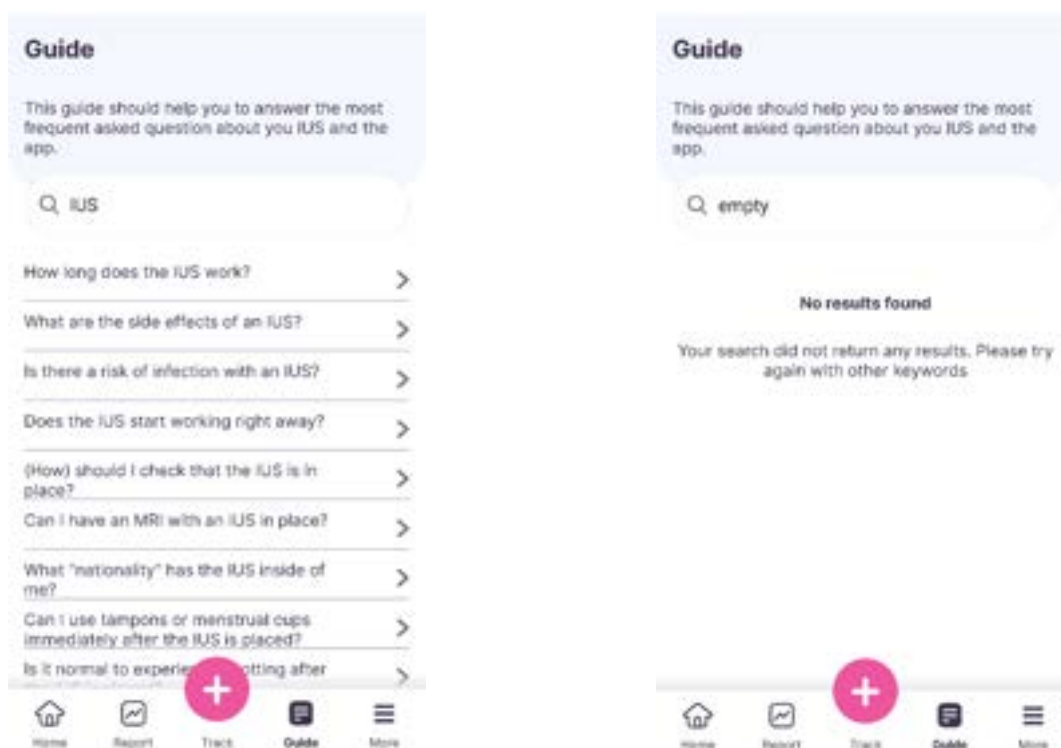 Guide
This guide should help you to answer the most
frequent asked question about you IUS and the
app.
IUS
How long does the IUS work?
What are the side effects of an IUS?
Is there a risk of infection with an IUS?
Does the IUS start working right away?
(How) should I check that the IUS is in
place?
Can I have an MRI with an IUS in place?
What "nationality" has the IUS inside of
me?
Can I use tampons or menstrual cups
immediately after the IUS is placed?
Is it normal to otting after
Home Report Track Guide More
Guide
This guide should help you to answer the most
frequent asked question about you IUS and the
app.
empty
No results found
Your search did not return any results. Please try
again with other keywords
Home Report Track Guide More